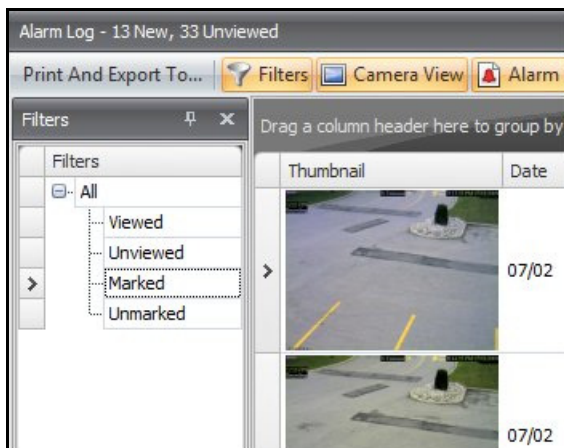 Alarm Log - 13 New, 33 Unviewed
Print And Export To... Filters Camera View Alarm
Filters
Drag a column header here to group by
Filters
Thumbnail Date
All
Viewed
Unviewed
Marked
Unmarked
07/02
07/02